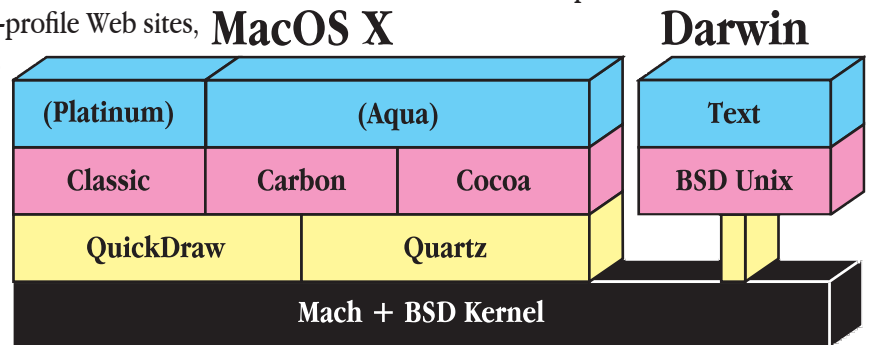 -profile Web sites,
MacOS X
Darwin
(Platinum)
(Aqua)
Text
Classic
Carbon
Cocoa
BSD Unix
QuickDraw
Quartz
Mach + BSD Kernel